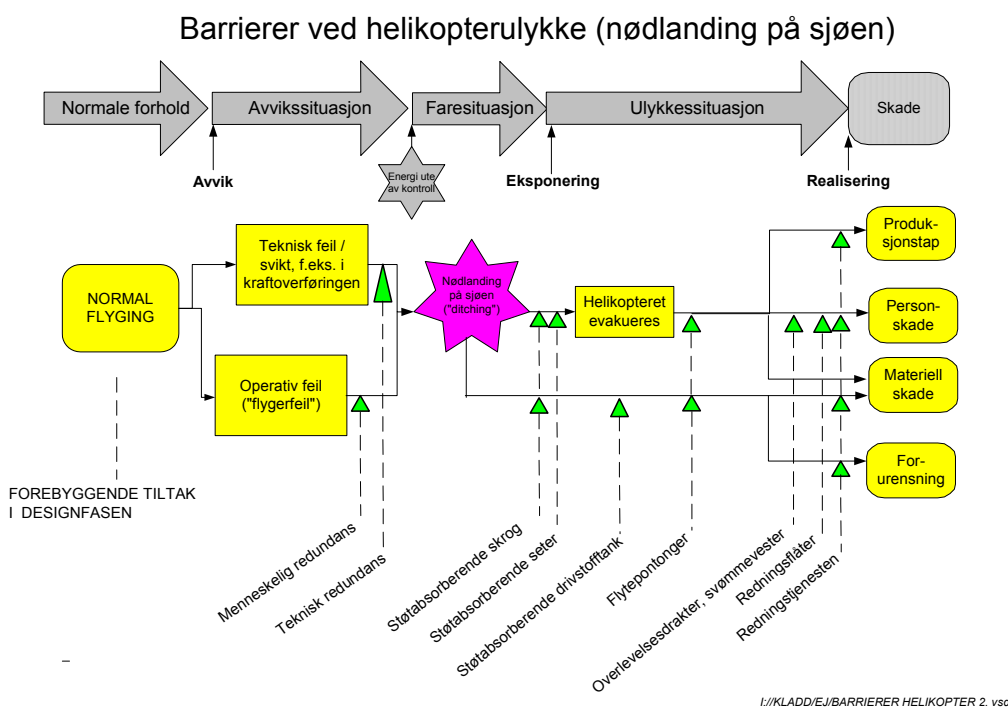 Barrierer ved helikopterulykke (nødlanding på sjøen)
Normale forhold
Avvikssituasjon
Faresituasjon
Ulykkessituasjon
Skade
Avvik
Energi ute
av kontroll
Eksponering
Realisering
NORMAL
FLYGING
Teknisk feil /
svikt, f.eks. i
kraftoverføringen
Operativ feil
("flygerfeil")
Nødlanding
på sjøen
("ditching")
Helikopteret
evakueres
Produk-
sjonstap
Person-
skade
Materiell
skade
For-
urensning
FOREBYGGENDE TILTAK
I DESIGNFASEN
Menneskelig redundans
Teknisk redundans
Støtabsorberende skrog
Støtabsorberende seter
Støtabsorberende drivstofftank
Flytepontonger
Overlevelsesdrakter, svømmevester
Redningsflåter
Redningstjenesten
–
I://KLADD/EJ/BARRIERER HELIKOPTER 2. vsd